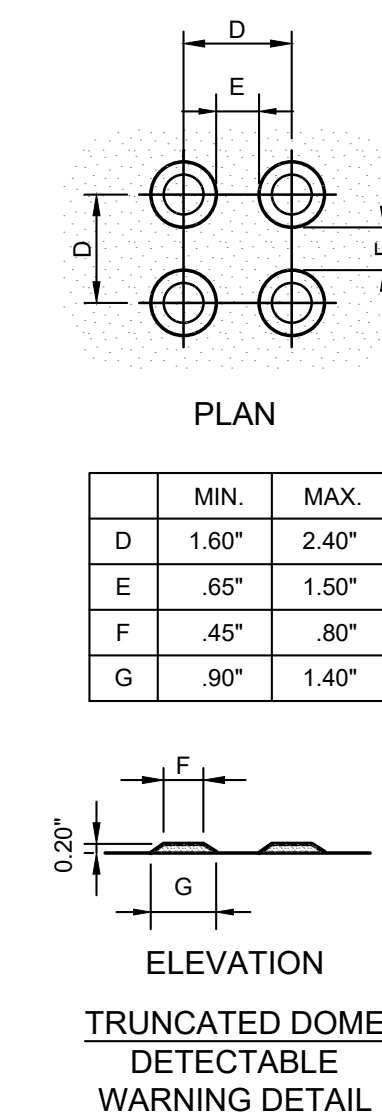 D
E
D
PLAN
MIN. MAX.
D 1.60" 2.40"
E .65" 1.50"
F .45" .80"
G .90" 1.40"
F
0.20"
G
ELEVATION
TRUNCATED DOME
DETECTABLE
WARNING DETAIL